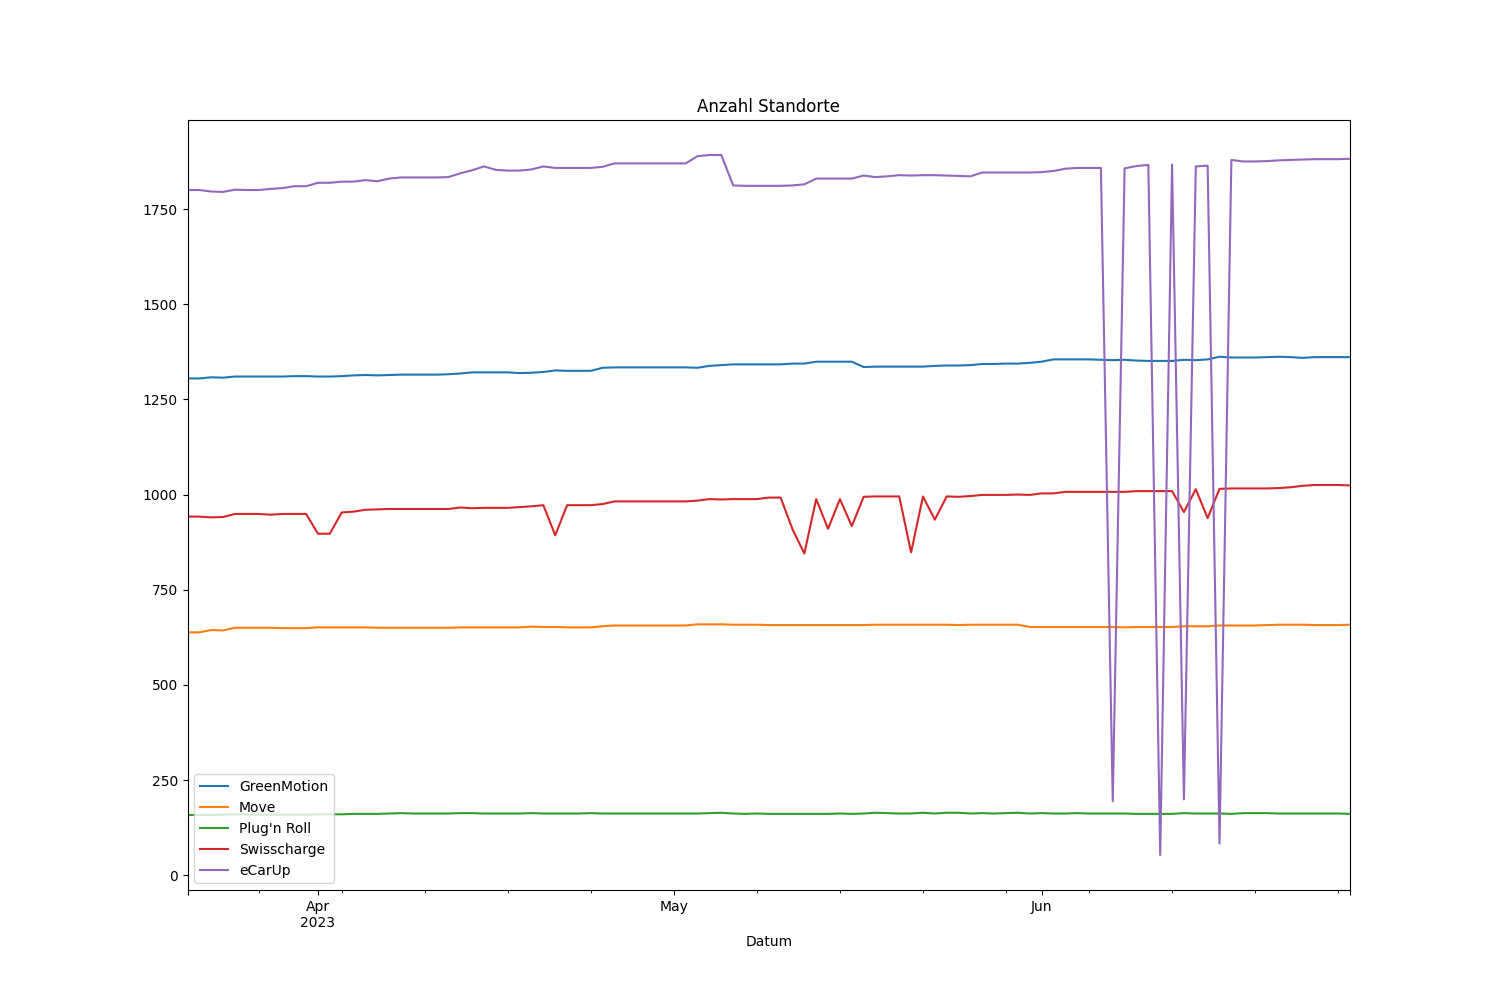 Anzahl Standorte
1750
1500
1250
1000
750
500
250
0
GreenMotion
Move
Plug'n Roll
Swisscharge
eCarUp
Apr
2023
May
Jun
Datum